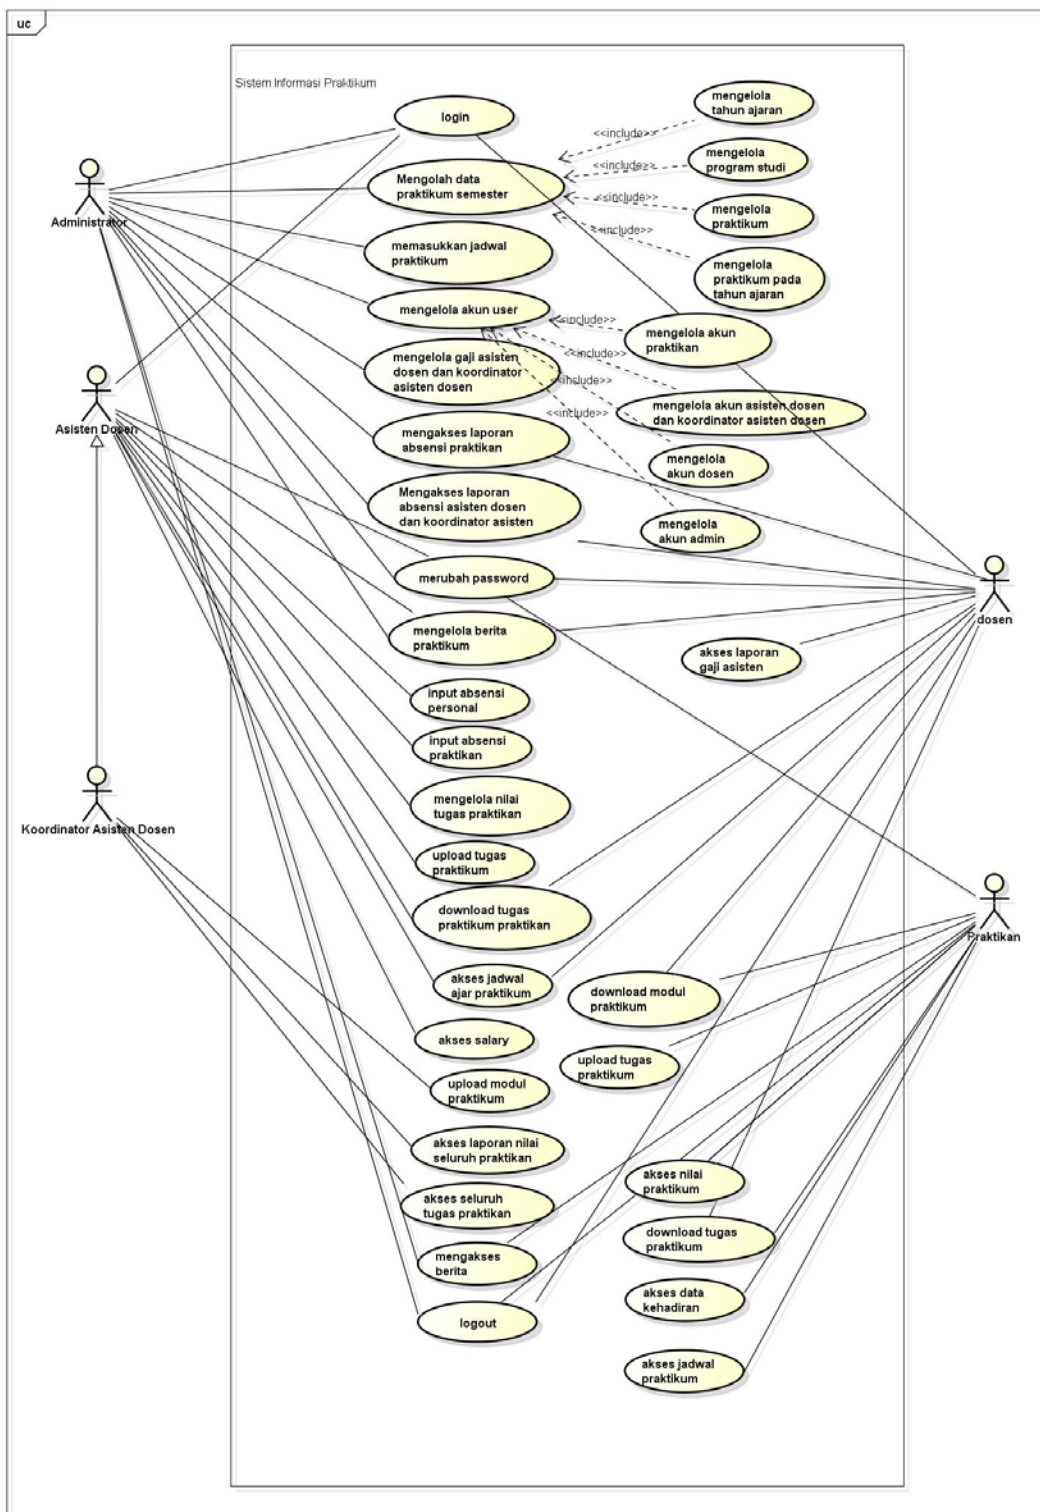 uc
Sistem Informasi Praktikum
login
mengelola
tahun ajaran
<<include>>
mengelola
program studi
<<include>>
Mengolah data
praktikum semester
<<include>>
mengelola
praktikum
<<include>>
Administrator
memasukkan jadwal
praktikum
mengelola
praktikum pada
tahun ajaran
mengelola akun user
<<include>>
mengelola akun
praktikan
<<include>>
mengelola gaji asisten
dosen dan koordinator
asisten dosen
<<include>>
<<include>>
mengelola akun asisten dosen
dan koordinator asisten dosen
Asisten Dosen
mengakses laporan
absensi praktikan
mengelola
akun dosen
Mengakses laporan
absensi asisten dosen
dan koordinator asisten
mengelola
akun admin
merubah password
dosen
mengelola berita
praktikum
akses laporan
gaji asisten
input absensi
personal
input absensi
praktikan
mengelola nilai
tugas praktikan
Koordinator Asisten Dosen
upload tugas
praktikum
download tugas
praktikum praktikan
Praktikan
akses jadwal
ajar praktikum
download modul
praktikum
akses salary
upload tugas
praktikum
upload modul
praktikum
akses laporan nilai
seluruh praktikan
akses nilai
praktikum
akses seluruh
tugas praktikan
download tugas
praktikum
mengakses
berita
akses data
kehadiran
logout
akses jadwal
praktikum